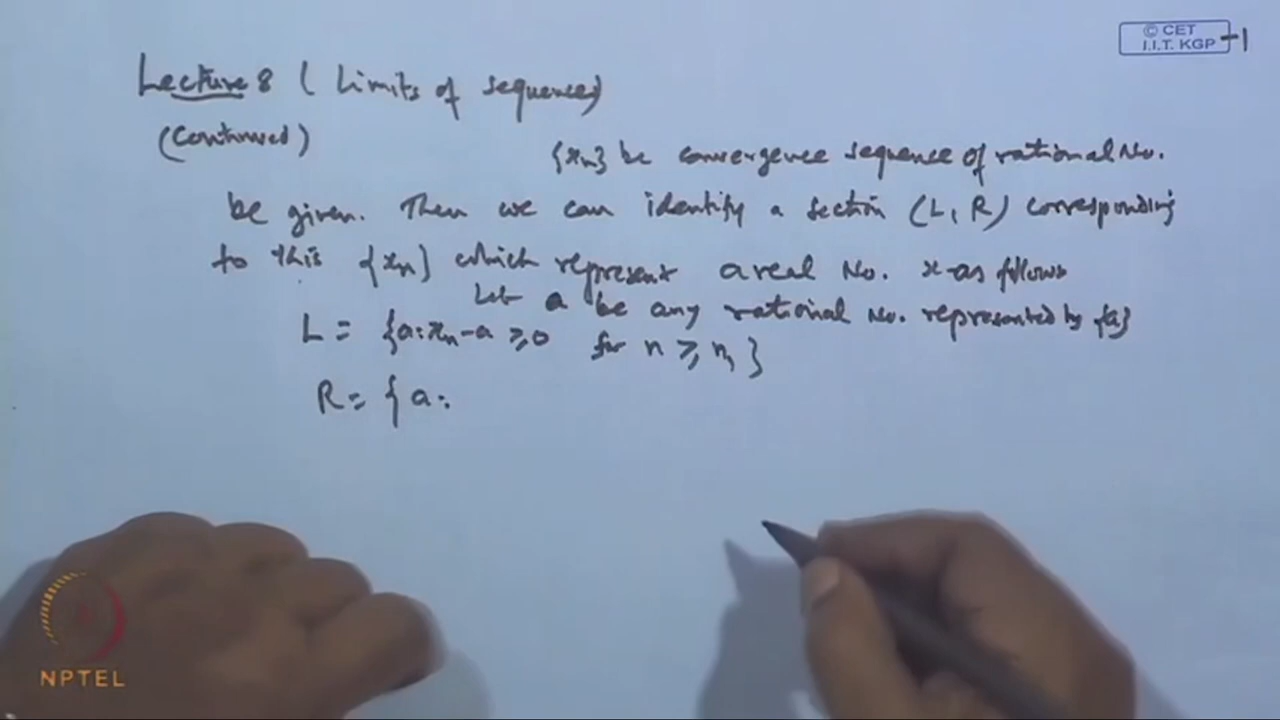 © CET
I.I.T. KGP -1
Lecture 8 ( Limits of sequences)
(Continued)
{xn} be convergence sequence of rational No.
be given. Then we can identify a section (L, R) corresponding
to this {xn} which represent a real No. x as follows
Let a be any rational no. represented by {a}
L = {a: xn-a ≥ 0 for n ≥ n1 }
R = { a:
NPTEL